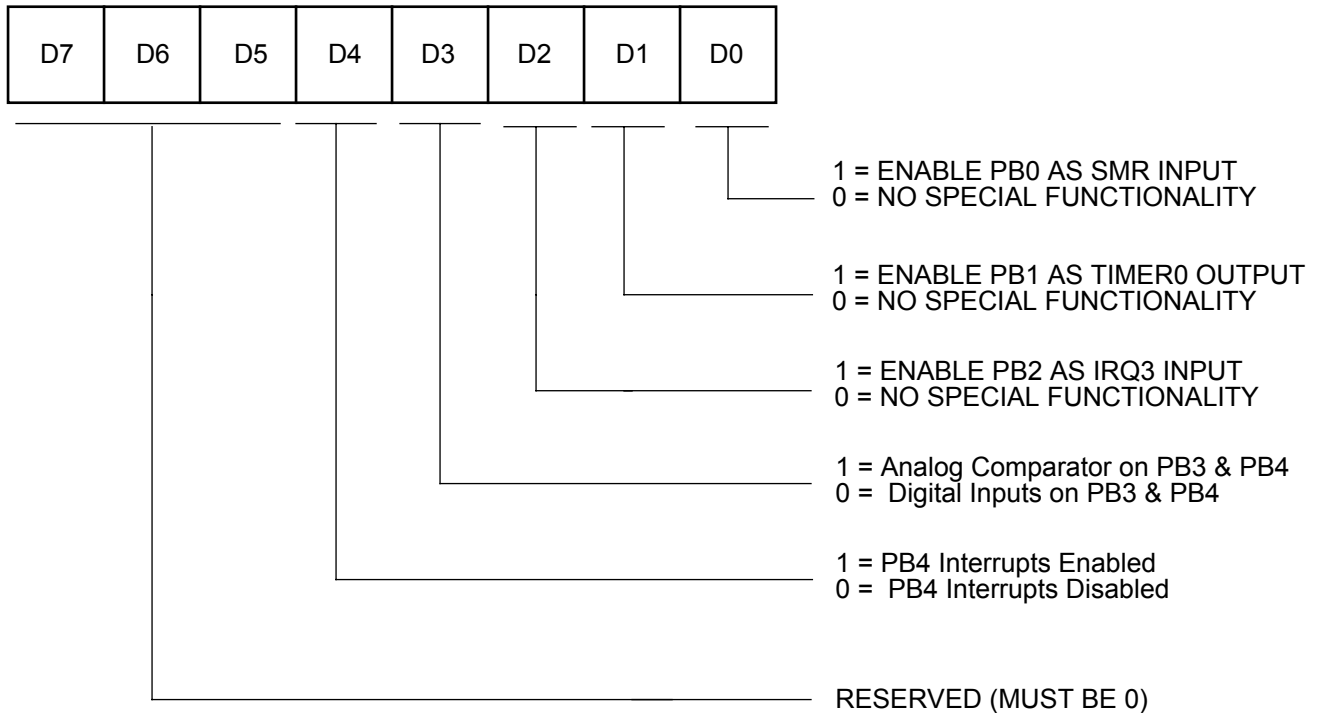 D7 D6 D5 D4 D3 D2 D1 D0
1 = ENABLE PB0 AS SMR INPUT
0 = NO SPECIAL FUNCTIONALITY
1 = ENABLE PB1 AS TIMER0 OUTPUT
0 = NO SPECIAL FUNCTIONALITY
1 = ENABLE PB2 AS IRQ3 INPUT
0 = NO SPECIAL FUNCTIONALITY
1 = Analog Comparator on PB3 & PB4
0 = Digital Inputs on PB3 & PB4
1 = PB4 Interrupts Enabled
0 = PB4 Interrupts Disabled
RESERVED (MUST BE 0)